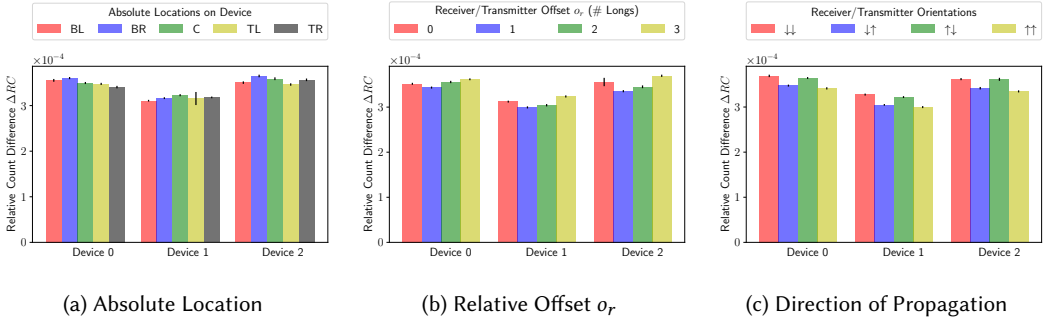 Absolute Locations on Device
BL BR C TL TR
×10⁻⁴
Relative Count Difference ΔRC
3
2
1
0
Device 0 Device 1 Device 2
(a) Absolute Location
Receiver/Transmitter Offset oᵣ (# Longs)
0 1 2 3
×10⁻⁴
Relative Count Difference ΔRC
3
2
1
0
Device 0 Device 1 Device 2
(b) Relative Offset oᵣ
Receiver/Transmitter Orientations
↓↓ ↓↑ ↑↓ ↑↑
×10⁻⁴
Relative Count Difference ΔRC
3
2
1
0
Device 0 Device 1 Device 2
(c) Direction of Propagation